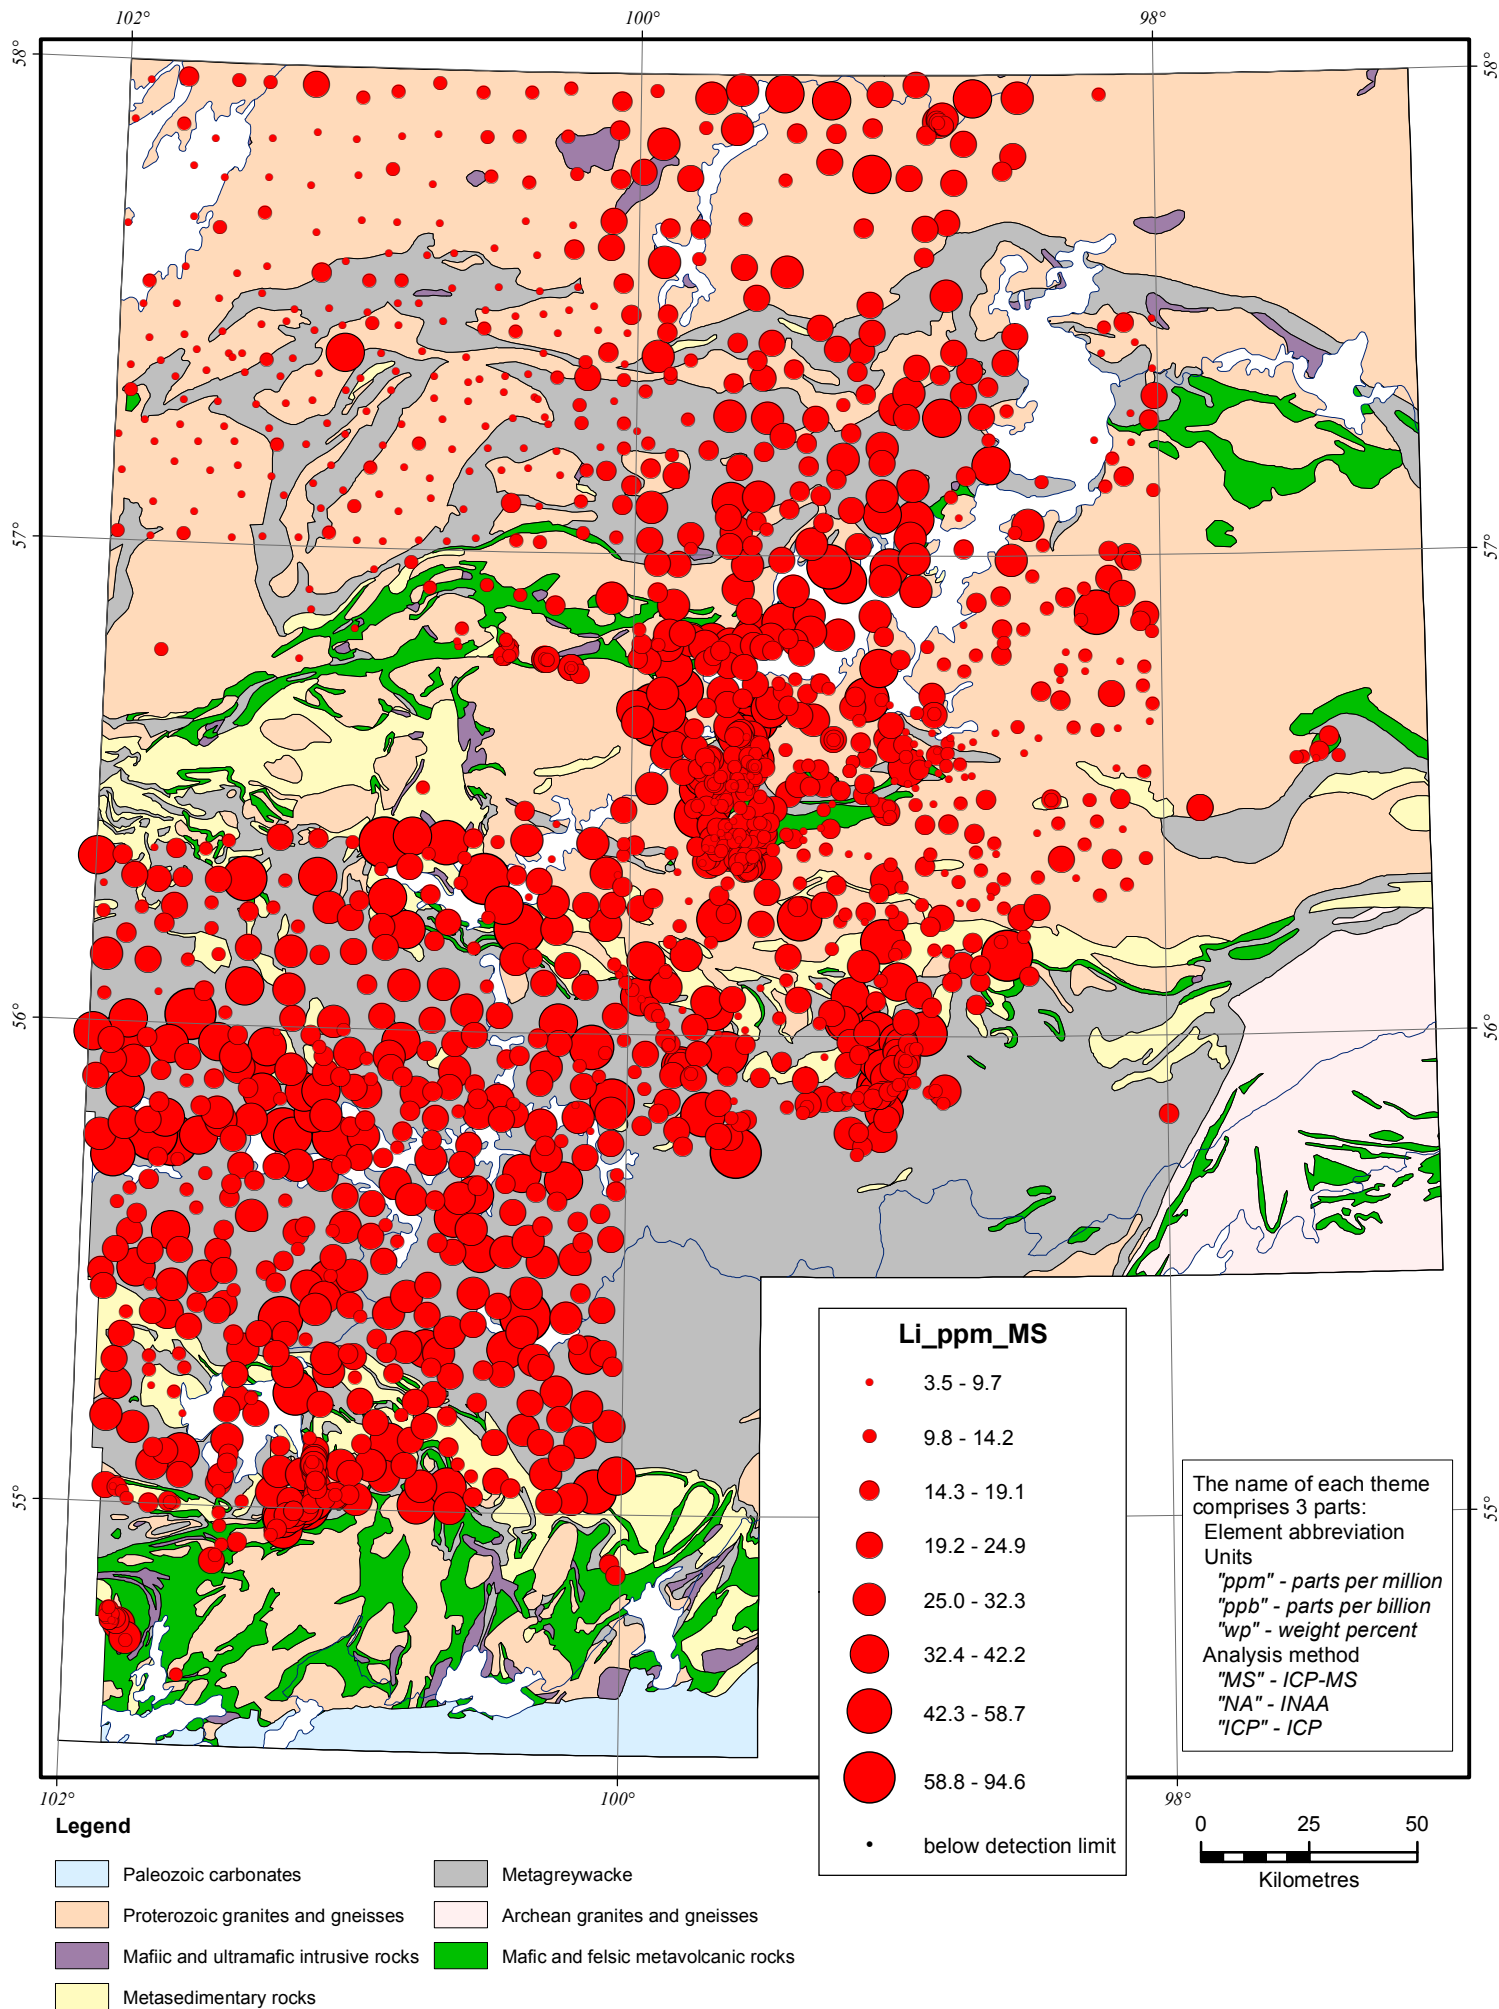 102°
100°
98°
58°
58°
57°
57°
56°
56°
55°
55°
Li_ppm_MS
3.5 - 9.7
9.8 - 14.2
14.3 - 19.1
19.2 - 24.9
25.0 - 32.3
32.4 - 42.2
42.3 - 58.7
58.8 - 94.6
below detection limit
The name of each theme
comprises 3 parts:
Element abbreviation
Units
"ppm" - parts per million
"ppb" - parts per billion
"wp" - weight percent
Analysis method
"MS" - ICP-MS
"NA" - INAA
"ICP" - ICP
102°
100°
98°
0 25 50
Kilometres
Legend
Paleozoic carbonates
Metagreywacke
Proterozoic granites and gneisses
Archean granites and gneisses
Mafiic and ultramafic intrusive rocks
Mafic and felsic metavolcanic rocks
Metasedimentary rocks